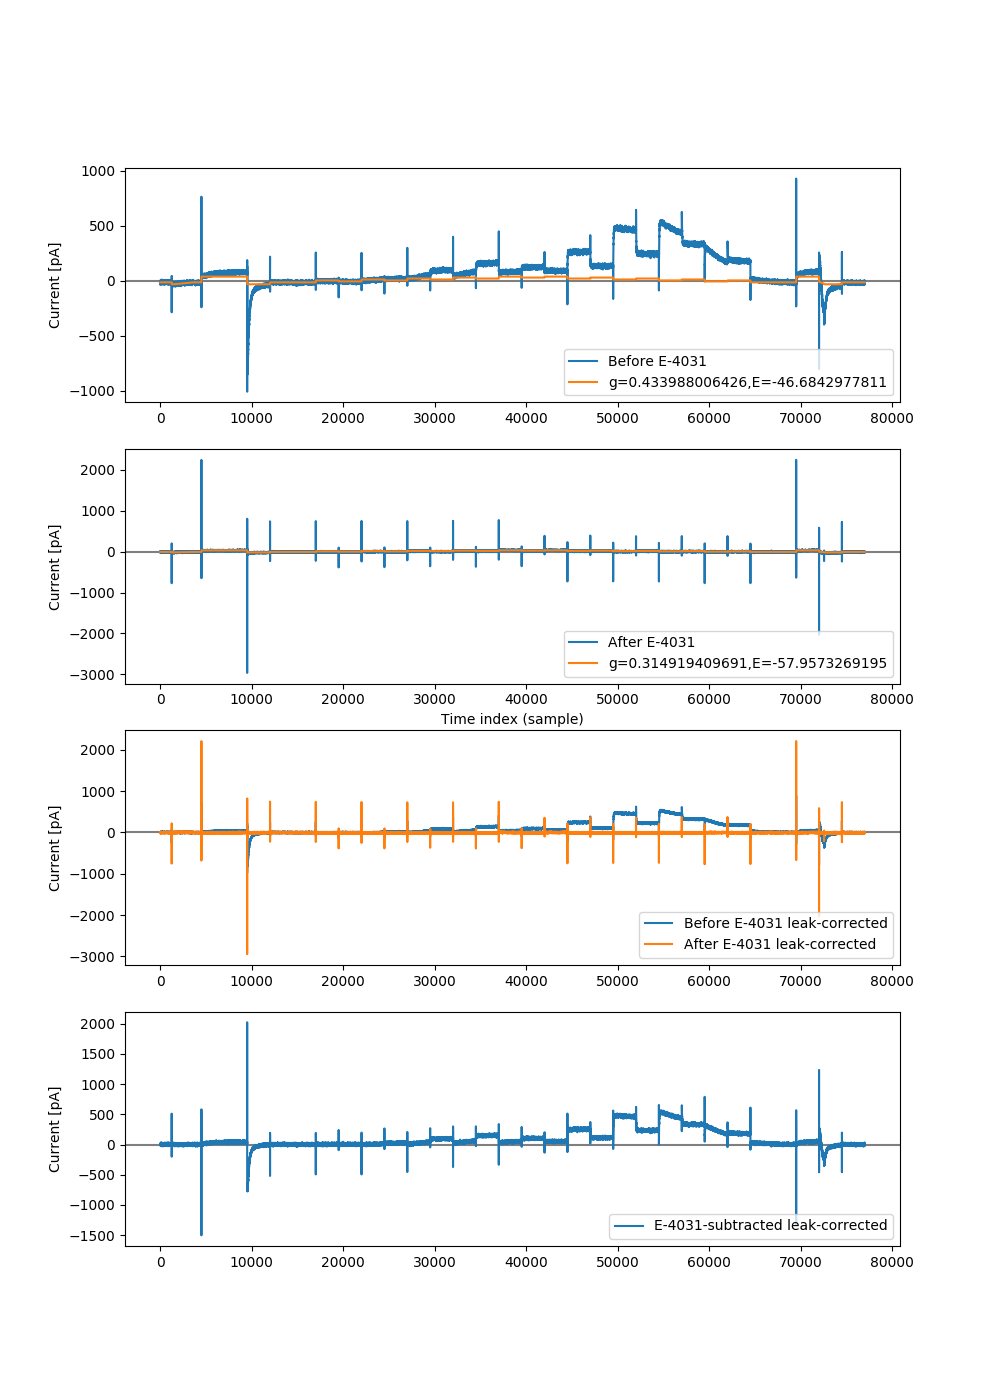 1000
500
0
−500
−1000
Current [pA]
Before E-4031
g=0.433988006426,E=-46.6842977811
0 10000 20000 30000 40000 50000 60000 70000 80000
2000
1000
0
−1000
−2000
−3000
Current [pA]
After E-4031
g=0.314919409691,E=-57.9573269195
0 10000 20000 30000 40000 50000 60000 70000 80000
Time index (sample)
2000
1000
0
−1000
−2000
−3000
Current [pA]
Before E-4031 leak-corrected
After E-4031 leak-corrected
0 10000 20000 30000 40000 50000 60000 70000 80000
2000
1500
1000
500
0
−500
−1000
−1500
Current [pA]
E-4031-subtracted leak-corrected
0 10000 20000 30000 40000 50000 60000 70000 80000